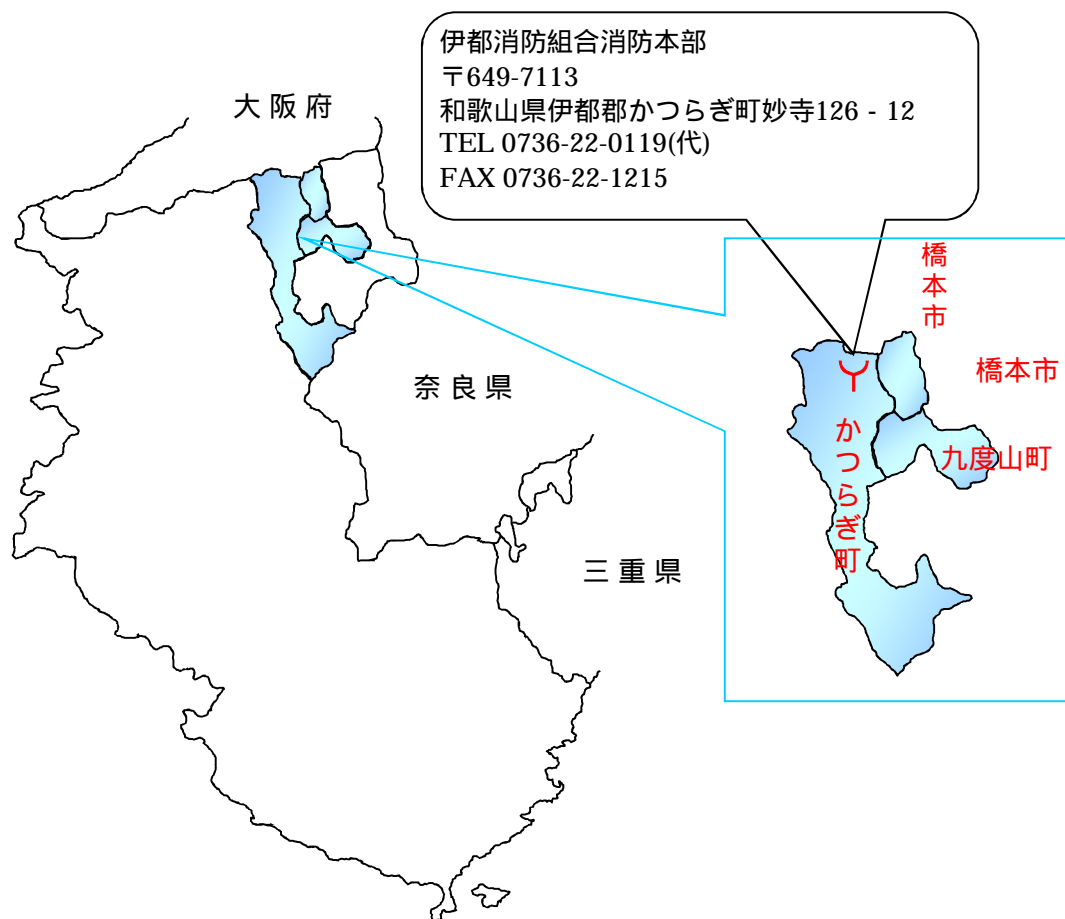 伊都消防組合消防本部
〒649-7113
和歌山県伊都郡かつらぎ町妙寺126 - 12
TEL 0736-22-0119(代)
FAX 0736-22-1215
大阪府
奈良県
三重県
橋本市
橋本市
かつらぎ町
九度山町